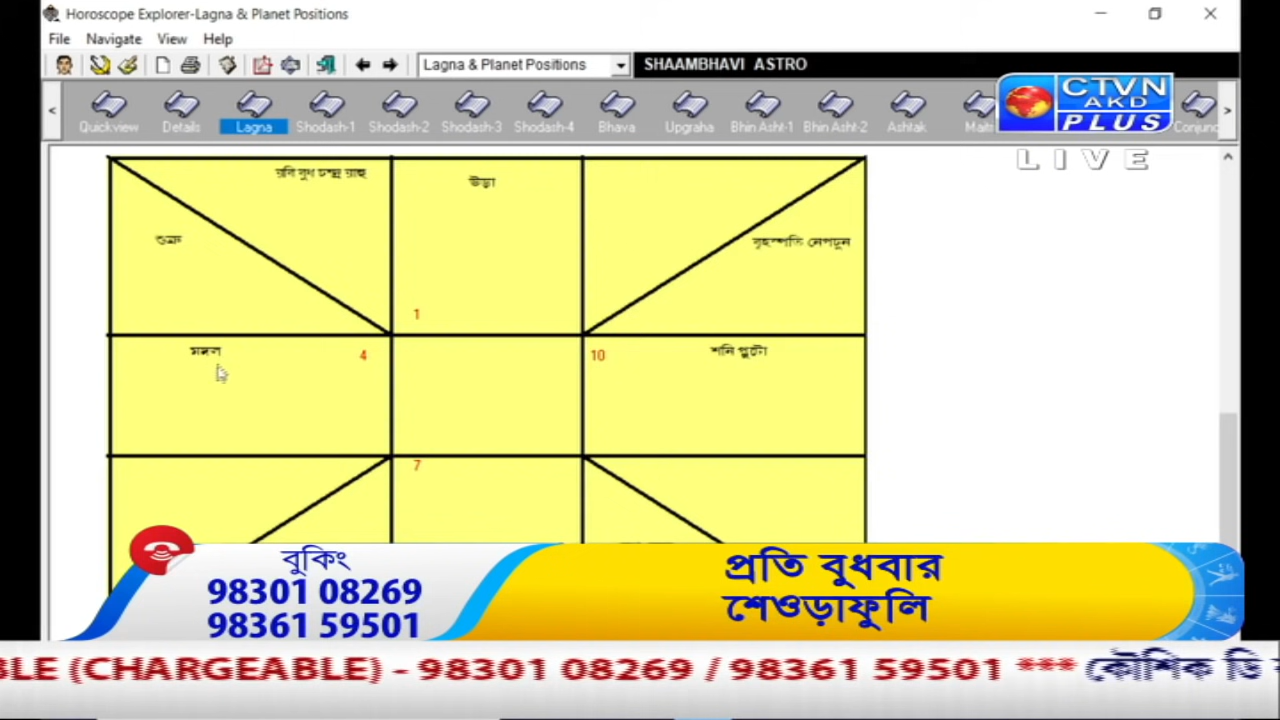 Horoscope Explorer-Lagna & Planet Positions
File Navigate View Help
Lagna & Planet Positions
SHAAMBHAVI ASTRO
Quickview Details Lagna Shodash-1 Shodash-2 Shodash-3 Shodash-4 Bhava Upgraha Bhin Asht-1 Bhin Asht-2 Ashtak
CTVN
AKD
PLUS
LIVE
রবি বুধ চন্দ্র রাহু
শুক্র
বৃহস্পতি নেপচুন
1
মঙ্গল
4
10
শনি প্লুটো
7
বুকিং
98301 08269
98361 59501
প্রতি বুধবার
শেওড়াফুলি
BLE (CHARGEABLE) - 98301 08269 / 98361 59501 *** কৌশিক